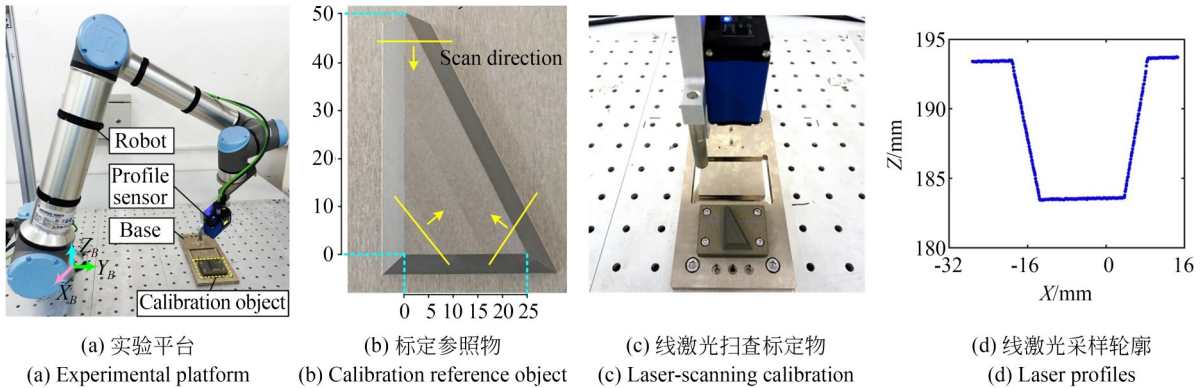 Robot
Profile
sensor
Base
Z_B
Y_B
X_B
Calibration object
50
40
30
20
10
0
Scan direction
0 5 10 15 20 25
195
190
185
180
Z/mm
-32 -16 0 16
X/mm
(a) 实验平台
(a) Experimental platform
(b) 标定参照物
(b) Calibration reference object
(c) 线激光扫查标定物
(c) Laser-scanning calibration
(d) 线激光采样轮廓
(d) Laser profiles